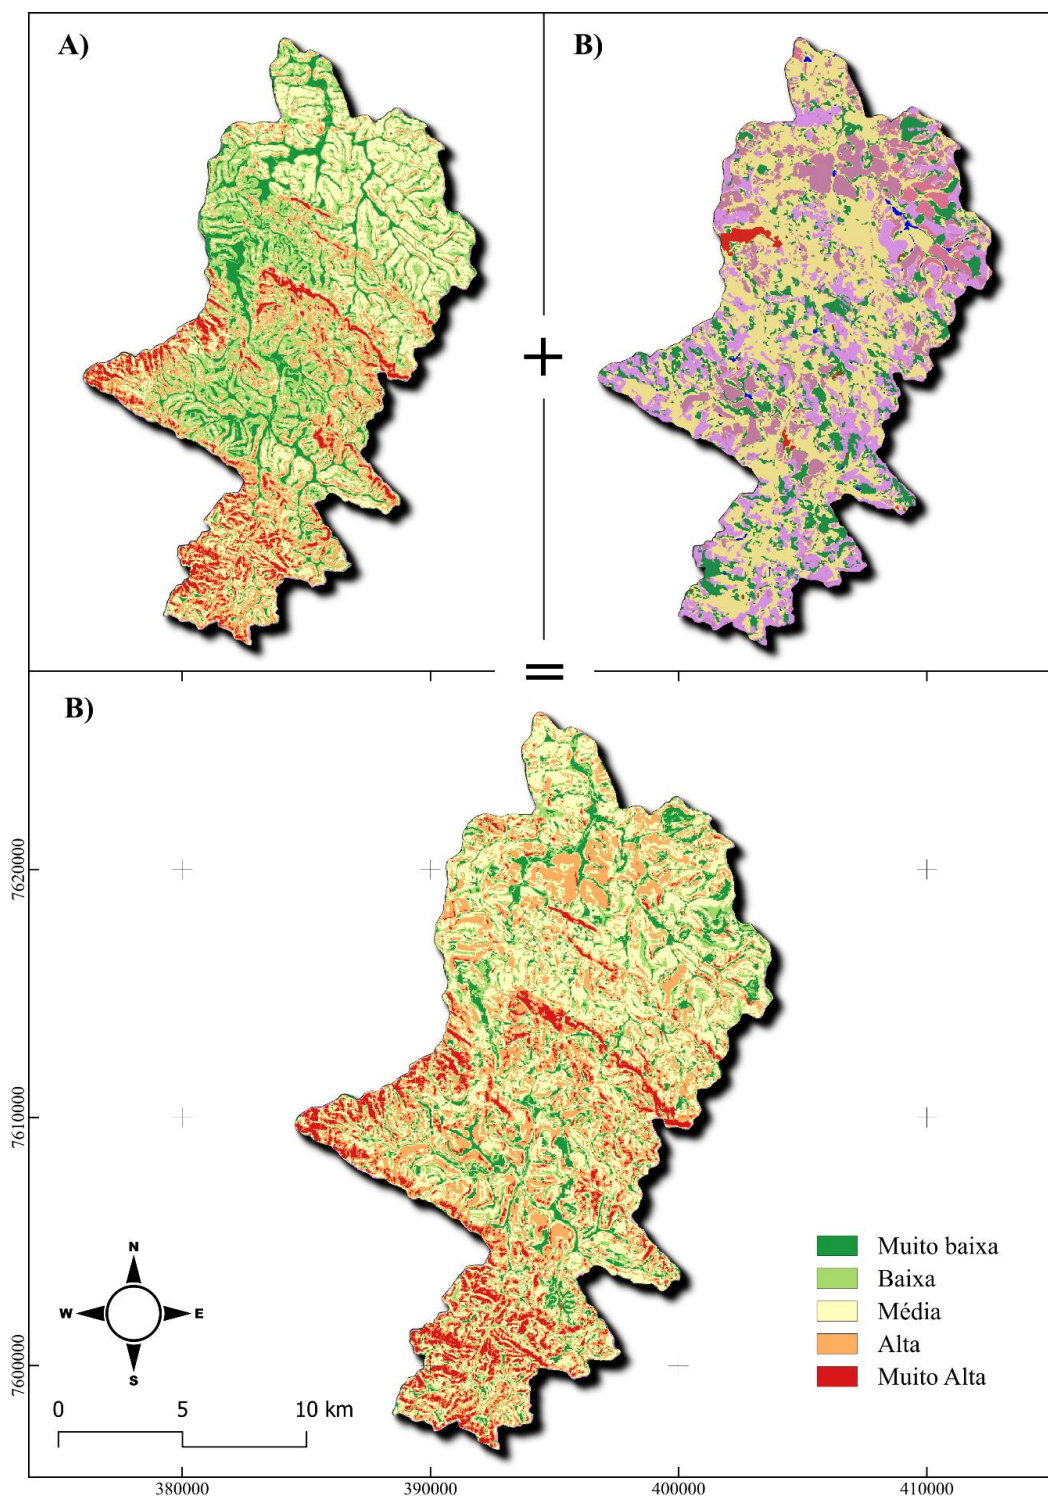 A)
B)
+
=
B)
7620000
7610000
7600000
N
W E
S
0 5 10 km
Muito baixa
Baixa
Média
Alta
Muito Alta
380000 390000 400000 410000